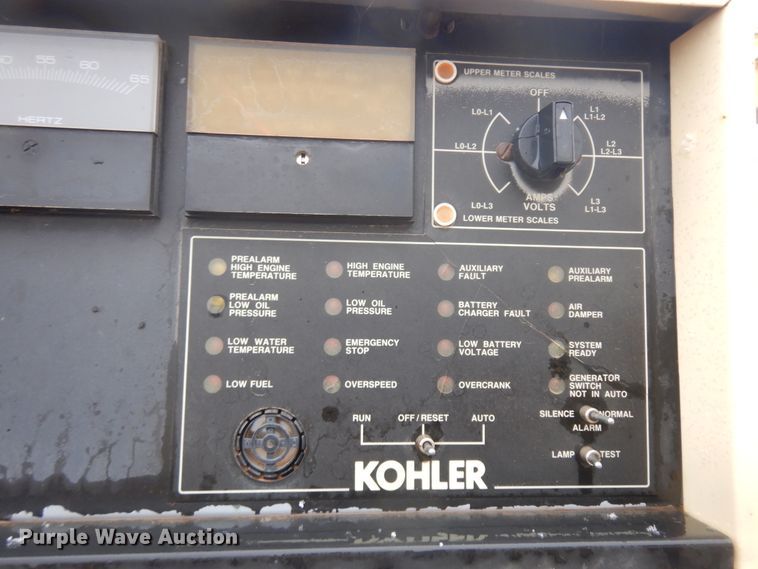 55
60
65
HERTZ
UPPER METER SCALES
OFF
L0-L1
L1
L1-L2
L0-L2
L2
L2-L3
L0-L3
L3
L1-L3
AMPS
VOLTS
LOWER METER SCALES
PREALARM
HIGH ENGINE
TEMPERATURE
HIGH ENGINE
TEMPERATURE
AUXILIARY
FAULT
AUXILIARY
PREALARM
PREALARM
LOW OIL
PRESSURE
LOW OIL
PRESSURE
BATTERY
CHARGER FAULT
AIR
DAMPER
LOW WATER
TEMPERATURE
EMERGENCY
STOP
LOW BATTERY
VOLTAGE
SYSTEM
READY
LOW FUEL
OVERSPEED
OVERCRANK
GENERATOR
SWITCH
NOT IN AUTO
RUN
OFF/RESET
AUTO
SILENCE
NORMAL
ALARM
LAMP
TEST
KOHLER
Purple Wave Auction